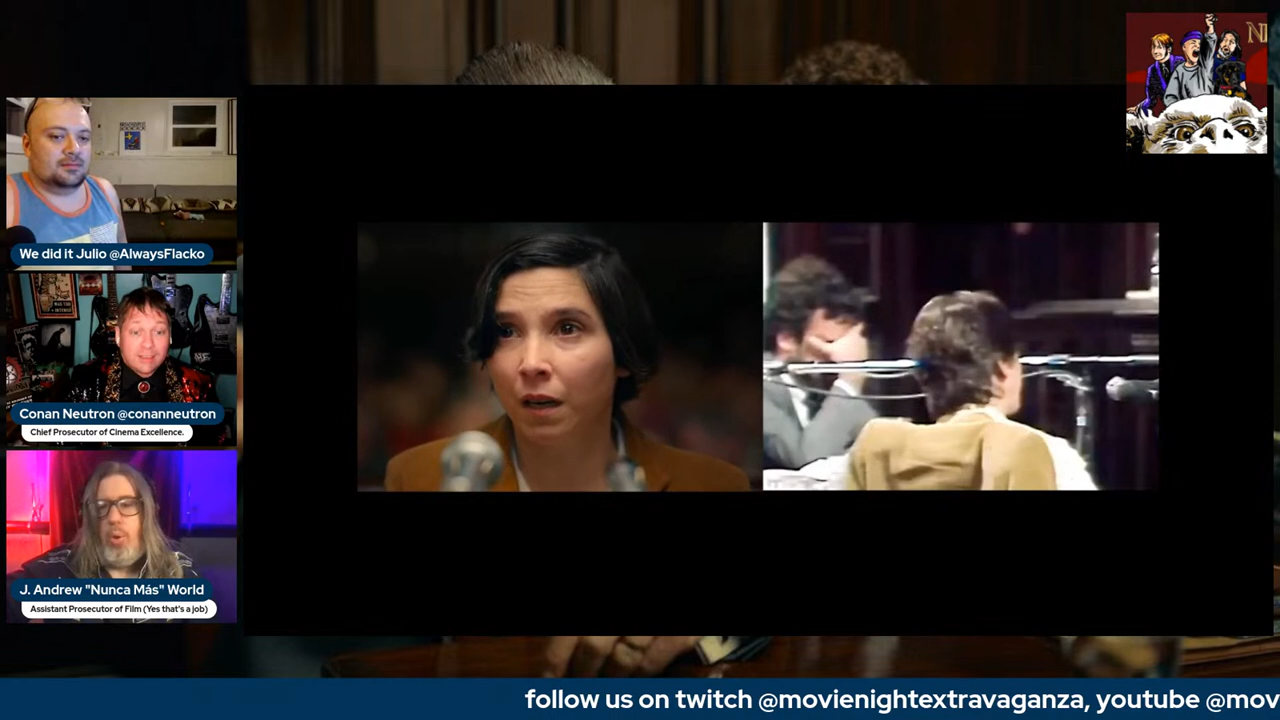 We did it Julio @AlwaysFlacko
Conan Neutron @conanneutron
Chief Prosecutor of Cinema Excellence.
J. Andrew "Nunca Más" World
Assistant Prosecutor of Film (Yes that's a job)
follow us on twitch @movienightextravaganza, youtube @mov